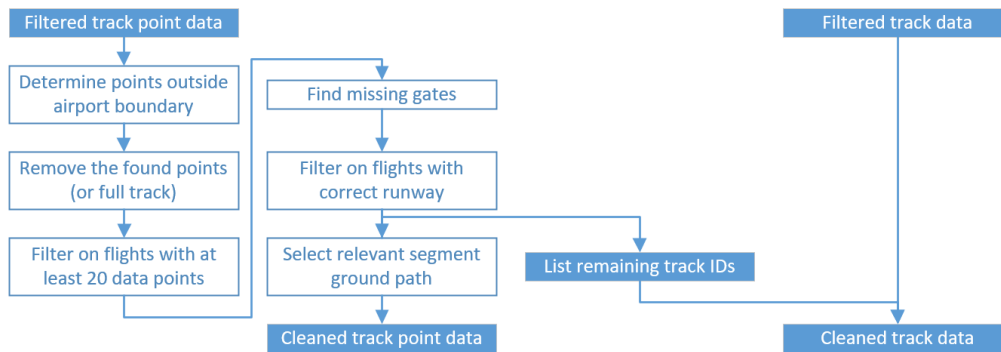 Filtered track point data
Determine points outside
airport boundary
Remove the found points
(or full track)
Filter on flights with at
least 20 data points
Find missing gates
Filter on flights with
correct runway
Select relevant segment
ground path
Cleaned track point data
List remaining track IDs
Filtered track data
Cleaned track data